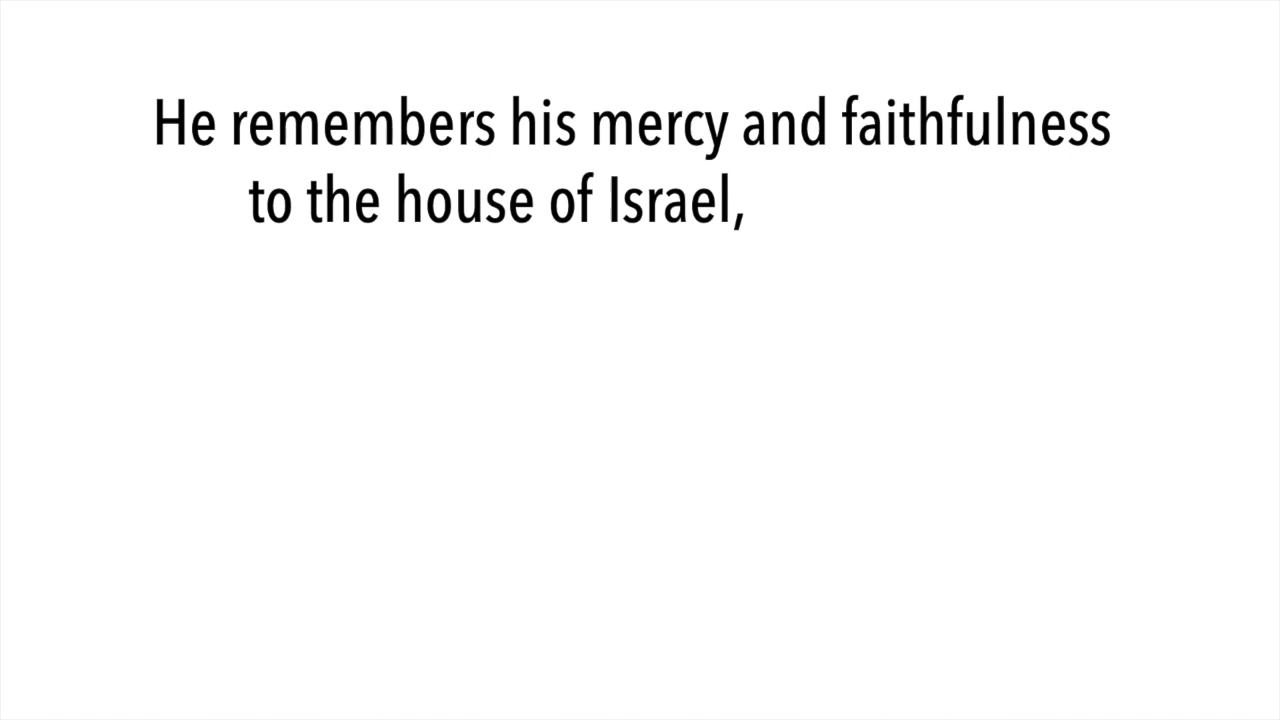 He remembers his mercy and faithfulness
to the house of Israel,